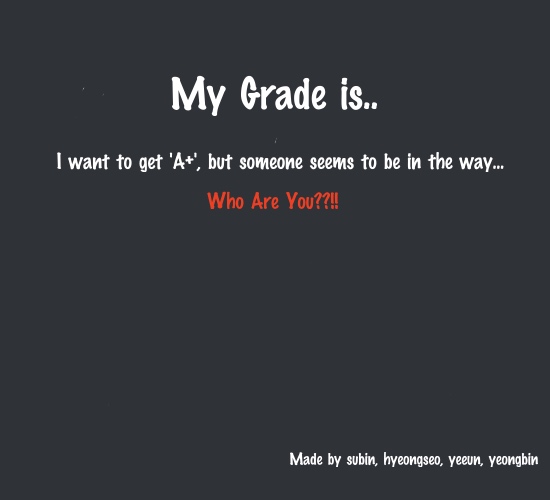 My Grade is..
I want to get 'A+', but someone seems to be in the way...
Who Are You??!!
Made by subin, hyeongseo, yeeun, yeongbin